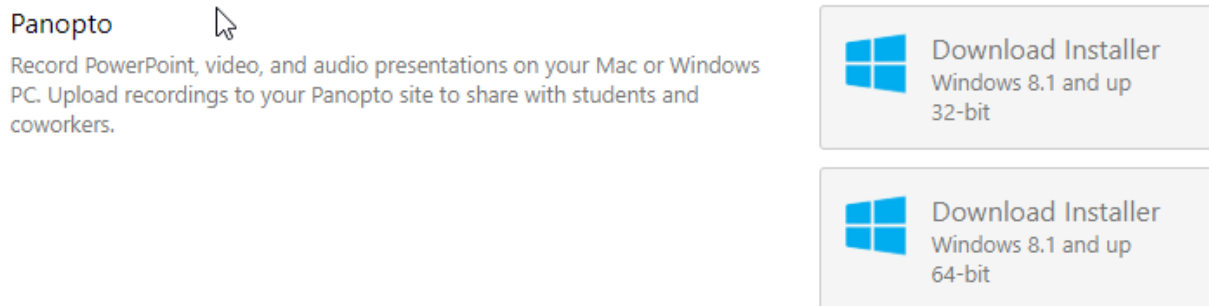 Panopto
Record PowerPoint, video, and audio presentations on your Mac or Windows
PC. Upload recordings to your Panopto site to share with students and
coworkers.
Download Installer
Windows 8.1 and up
32-bit
Download Installer
Windows 8.1 and up
64-bit